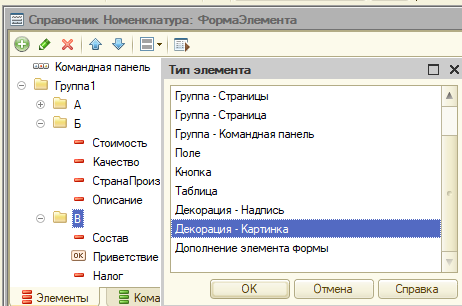 Справочник Номенклатура: ФормаЭлемента
Командная панель
Группа1
А
Б
Стоимость
Качество
СтранаПроиз
Описание
В
Состав
OK Приветствие
Налог
Элементы
Кома
Тип элемента
Группа - Страницы
Группа - Страница
Группа - Командная панель
Поле
Кнопка
Таблица
Декорация - Надпись
Декорация - Картинка
Дополнение элемента формы
OK
Отмена
Справка